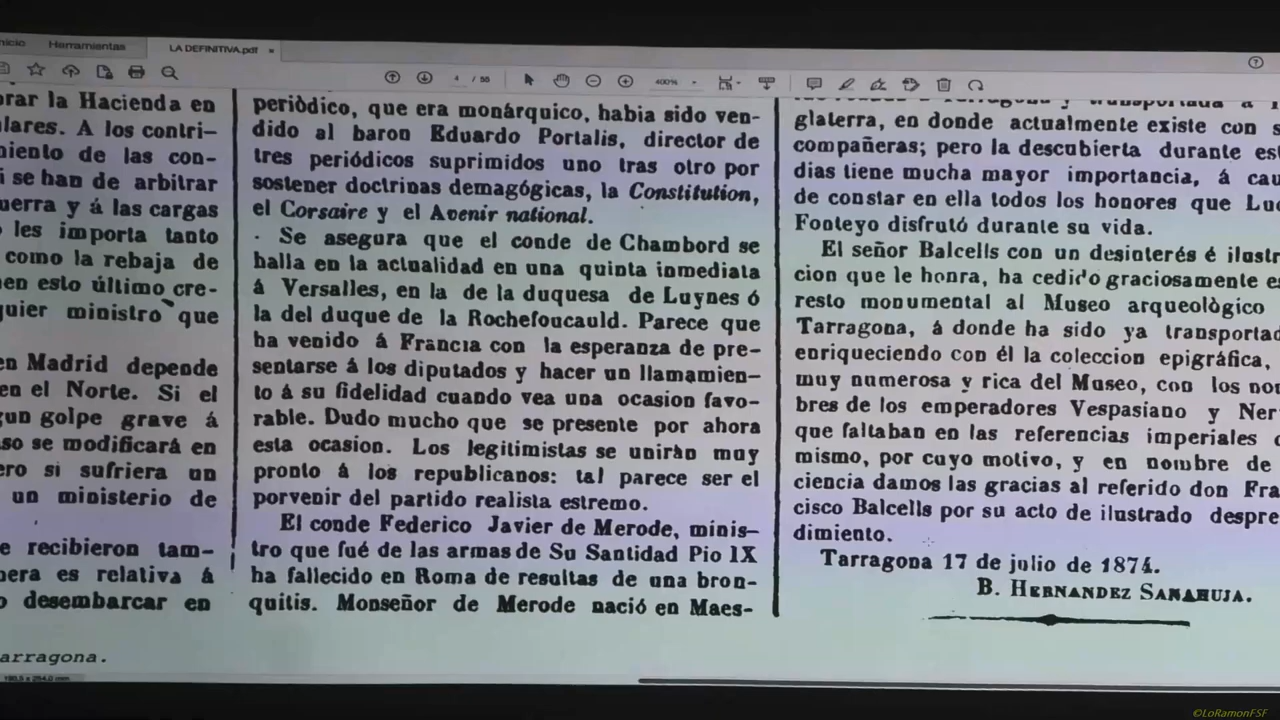 Inicio Herramientas LA DEFINITIVA.pdf ×
4 / 56 400%
orar la Hacienda en
lares. A los contri-
niento de las con-
i se han de arbitrar
uerra y á las cargas
les importa tanto
como la rebaja de
en esto último cre-
quier ministro que
en Madrid depende
en el Norte. Si el
gun golpe grave á
so se modificará en
ero si sufriera un
un ministerio de
e recibieron tam-
nera es relativa á
desembarcar en
arragona.
periòdico, que era monárquico, habia sido ven-
dido al baron Eduardo Portalis, director de
tres periódicos suprimidos uno tras otro por
sostener doctrinas demagógicas, la Constitution,
el Corsaire y el Avenir national.
Se asegura que el conde de Chambord se
halla en la actualidad en una quinta inmediata
á Versalles, en la de la duquesa de Luynes ó
la del duque de la Rochefoucauld. Parece que
ha venido á Francia con la esperanza de pre-
sentarse á los diputados y hacer un llamamien-
to á su fidelidad cuando vea una ocasion favo-
rable. Dudo mucho que se presente por ahora
esta ocasion. Los legitimistas se unirán muy
pronto á los republicanos: tal parece ser el
porvenir del partido realista estremo.
El conde Federico Javier de Merode, minis-
tro que fué de las armas de Su Santidad Pio IX
ha fallecido en Roma de resultas de una bron-
quitis. Monseñor de Merode nació en Maes-
glaterra, en donde actualmente existe con s
compañeras; pero la descubierta durante est
dias tiene mucha mayor importancia, á cau
de constar en ella todos los honores que Luc
Fonteyo disfrutó durante su vida.
El señor Balcells con un desinterés é ilustr
cion que le honra, ha cedido graciosamente es
resto monumental al Museo arqueològico
Tarragona, á donde ha sido ya transportad
enriqueciendo con él la coleccion epigráfica,
muy numerosa y rica del Museo, con los nom
bres de los emperadores Vespasiano y Ner
que faltaban en las referencias imperiales d
mismo, por cuyo motivo, y en nombre de
ciencia damos las gracias al referido don Fra
cisco Balcells por su acto de ilustrado despre
dimiento.
Tarragona 17 de julio de 1874.
B. HERNANDEZ SANAHUJA.
©LoRamonFSF